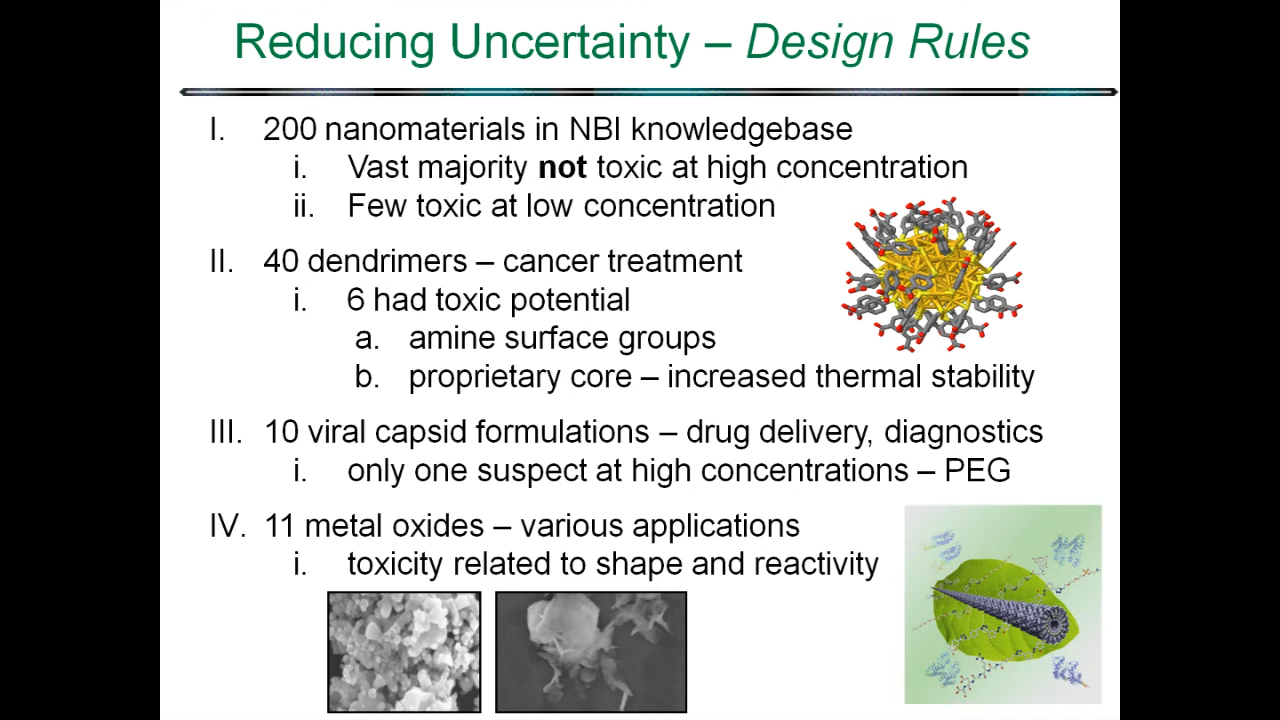 Reducing Uncertainty – Design Rules
I. 200 nanomaterials in NBI knowledgebase
i. Vast majority not toxic at high concentration
ii. Few toxic at low concentration
II. 40 dendrimers – cancer treatment
i. 6 had toxic potential
a. amine surface groups
b. proprietary core – increased thermal stability
III. 10 viral capsid formulations – drug delivery, diagnostics
i. only one suspect at high concentrations – PEG
IV. 11 metal oxides – various applications
i. toxicity related to shape and reactivity